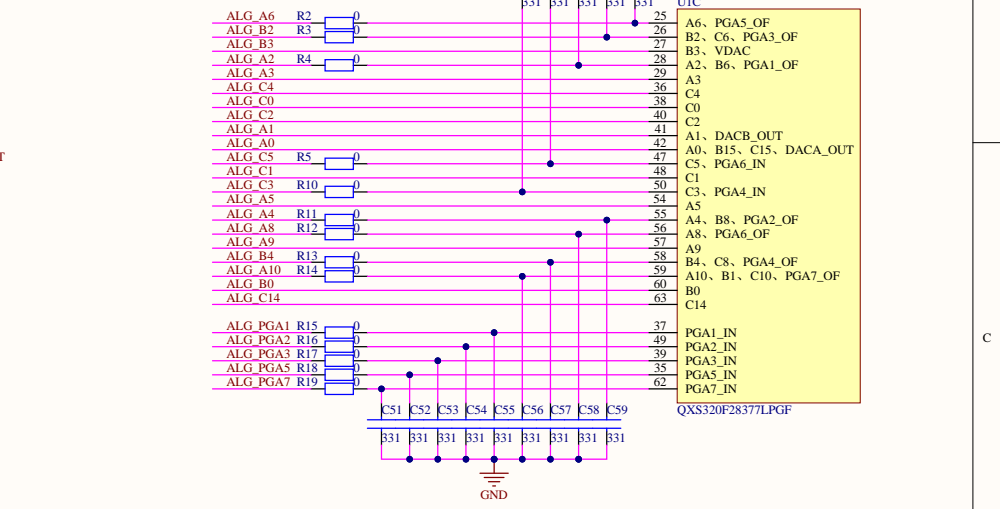 331 331 331 331 331 U1C
ALG_A6 R2 0 25 A6、PGA5_OF
ALG_B2 R3 0 26 B2、C6、PGA3_OF
ALG_B3 27 B3、VDAC
ALG_A2 R4 0 28 A2、B6、PGA1_OF
ALG_A3 29 A3
ALG_C4 36 C4
ALG_C0 38 C0
ALG_C2 40 C2
ALG_A1 41 A1、DACB_OUT
ALG_A0 42 A0、B15、C15、DACA_OUT
ALG_C5 R5 0 47 C5、PGA6_IN
ALG_C1 48 C1
ALG_C3 R10 0 50 C3、PGA4_IN
ALG_A5 54 A5
ALG_A4 R11 0 55 A4、B8、PGA2_OF
ALG_A8 R12 0 56 A8、PGA6_OF
ALG_A9 57 A9
ALG_B4 R13 0 58 B4、C8、PGA4_OF
ALG_A10 R14 0 59 A10、B1、C10、PGA7_OF
ALG_B0 60 B0
ALG_C14 63 C14
ALG_PGA1 R15 0 37 PGA1_IN
ALG_PGA2 R16 0 49 PGA2_IN
ALG_PGA3 R17 0 39 PGA3_IN
ALG_PGA5 R18 0 35 PGA5_IN
ALG_PGA7 R19 0 62 PGA7_IN
C51 C52 C53 C54 C55 C56 C57 C58 C59 QXS320F28377LPGF
331 331 331 331 331 331 331 331 331
GND
T
C